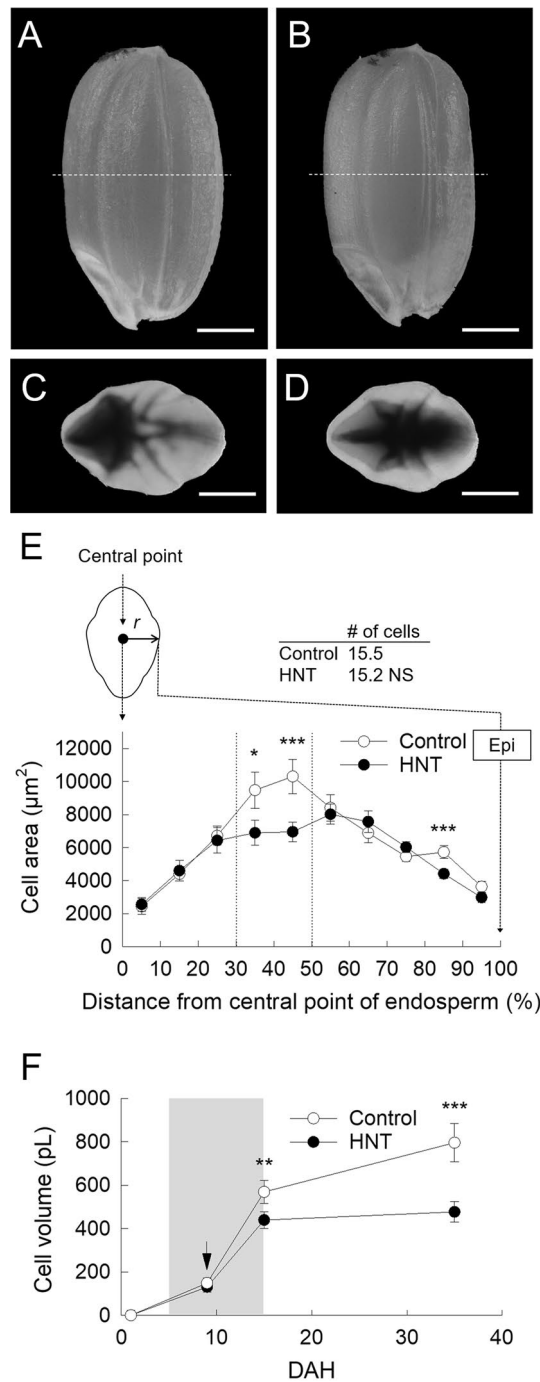 A
B
C
D
E
Central point
r
# of cells
Control 15.5
HNT 15.2 NS
12000
10000
8000
6000
4000
2000
0
Cell area (µm²)
*
***
Control
HNT
Epi
***
0 10 20 30 40 50 60 70 80 90 100
Distance from central point of endosperm (%)
F
1000
800
600
400
200
0
Cell volume (pL)
Control
HNT
**
***
0 10 20 30 40
DAH